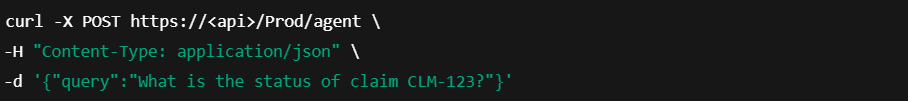 curl -X POST https://<api>/Prod/agent \
-H "Content-Type: application/json" \
-d '{"query":"What is the status of claim CLM-123?"}'